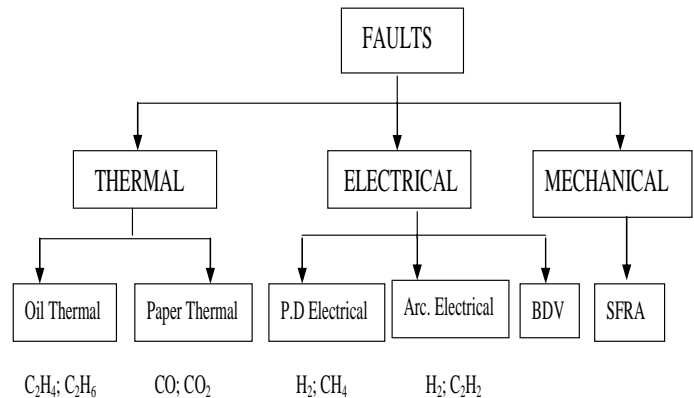 FAULTS
THERMAL
ELECTRICAL
MECHANICAL
Oil Thermal
Paper Thermal
P.D Electrical
Arc. Electrical
BDV
SFRA
C₂H₄; C₂H₆
CO; CO₂
H₂; CH₄
H₂; C₂H₂